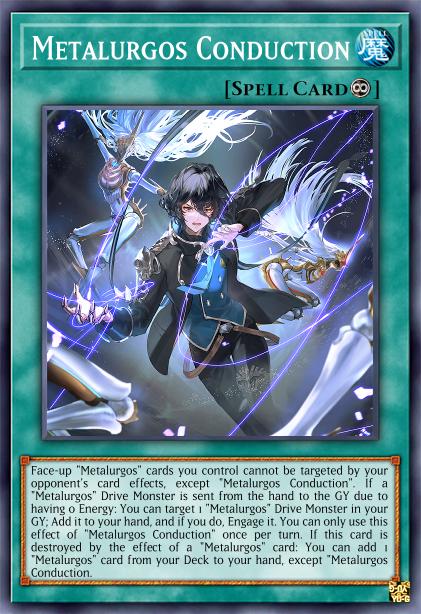 METALURGOS CONDUCTION
SPELL
魔
[SPELL CARD]
Face-up "Metalurgos" cards you control cannot be targeted by your
opponent's card effects, except "Metalurgos Conduction". If a
"Metalurgos" Drive Monster is sent from the hand to the GY due to
having 0 Energy: You can target 1 "Metalurgos" Drive Monster in your
GY; Add it to your hand, and if you do, Engage it. You can only use this
effect of "Metalurgos Conduction" once per turn. If this card is
destroyed by the effect of a "Metalurgos" card: You can add 1
"Metalurgos" card from your Deck to your hand, except "Metalurgos
Conduction.